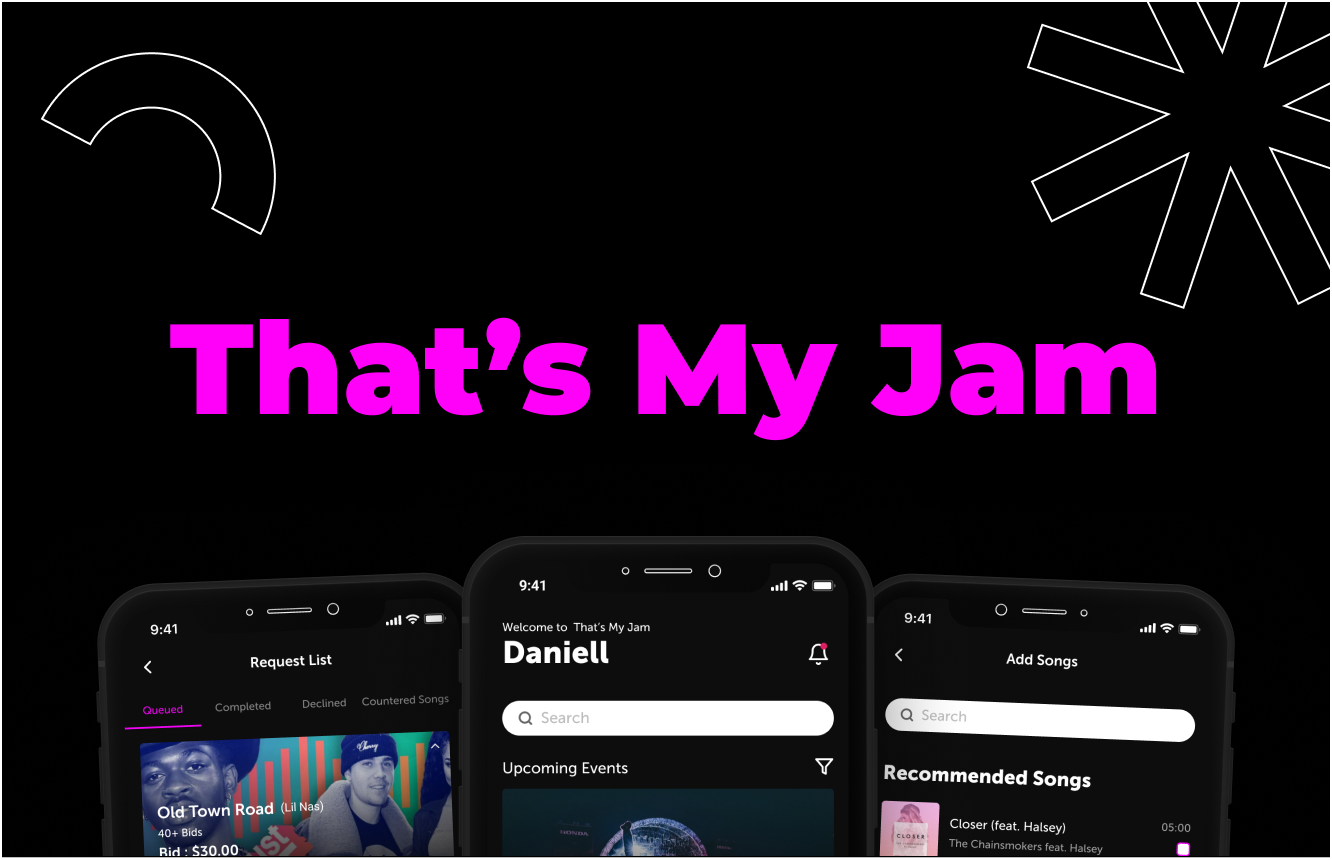 That's My Jam
9:41
Request List
Queued Completed Declined Countered Songs
Old Town Road (Lil Nas)
40+ Bids
Bid : $30.00
9:41
Welcome to That's My Jam
Daniell
Search
Upcoming Events
9:41
Add Songs
Search
Recommended Songs
CLOSER
Closer (feat. Halsey)
05:00
The Chainsmokers feat. Halsey